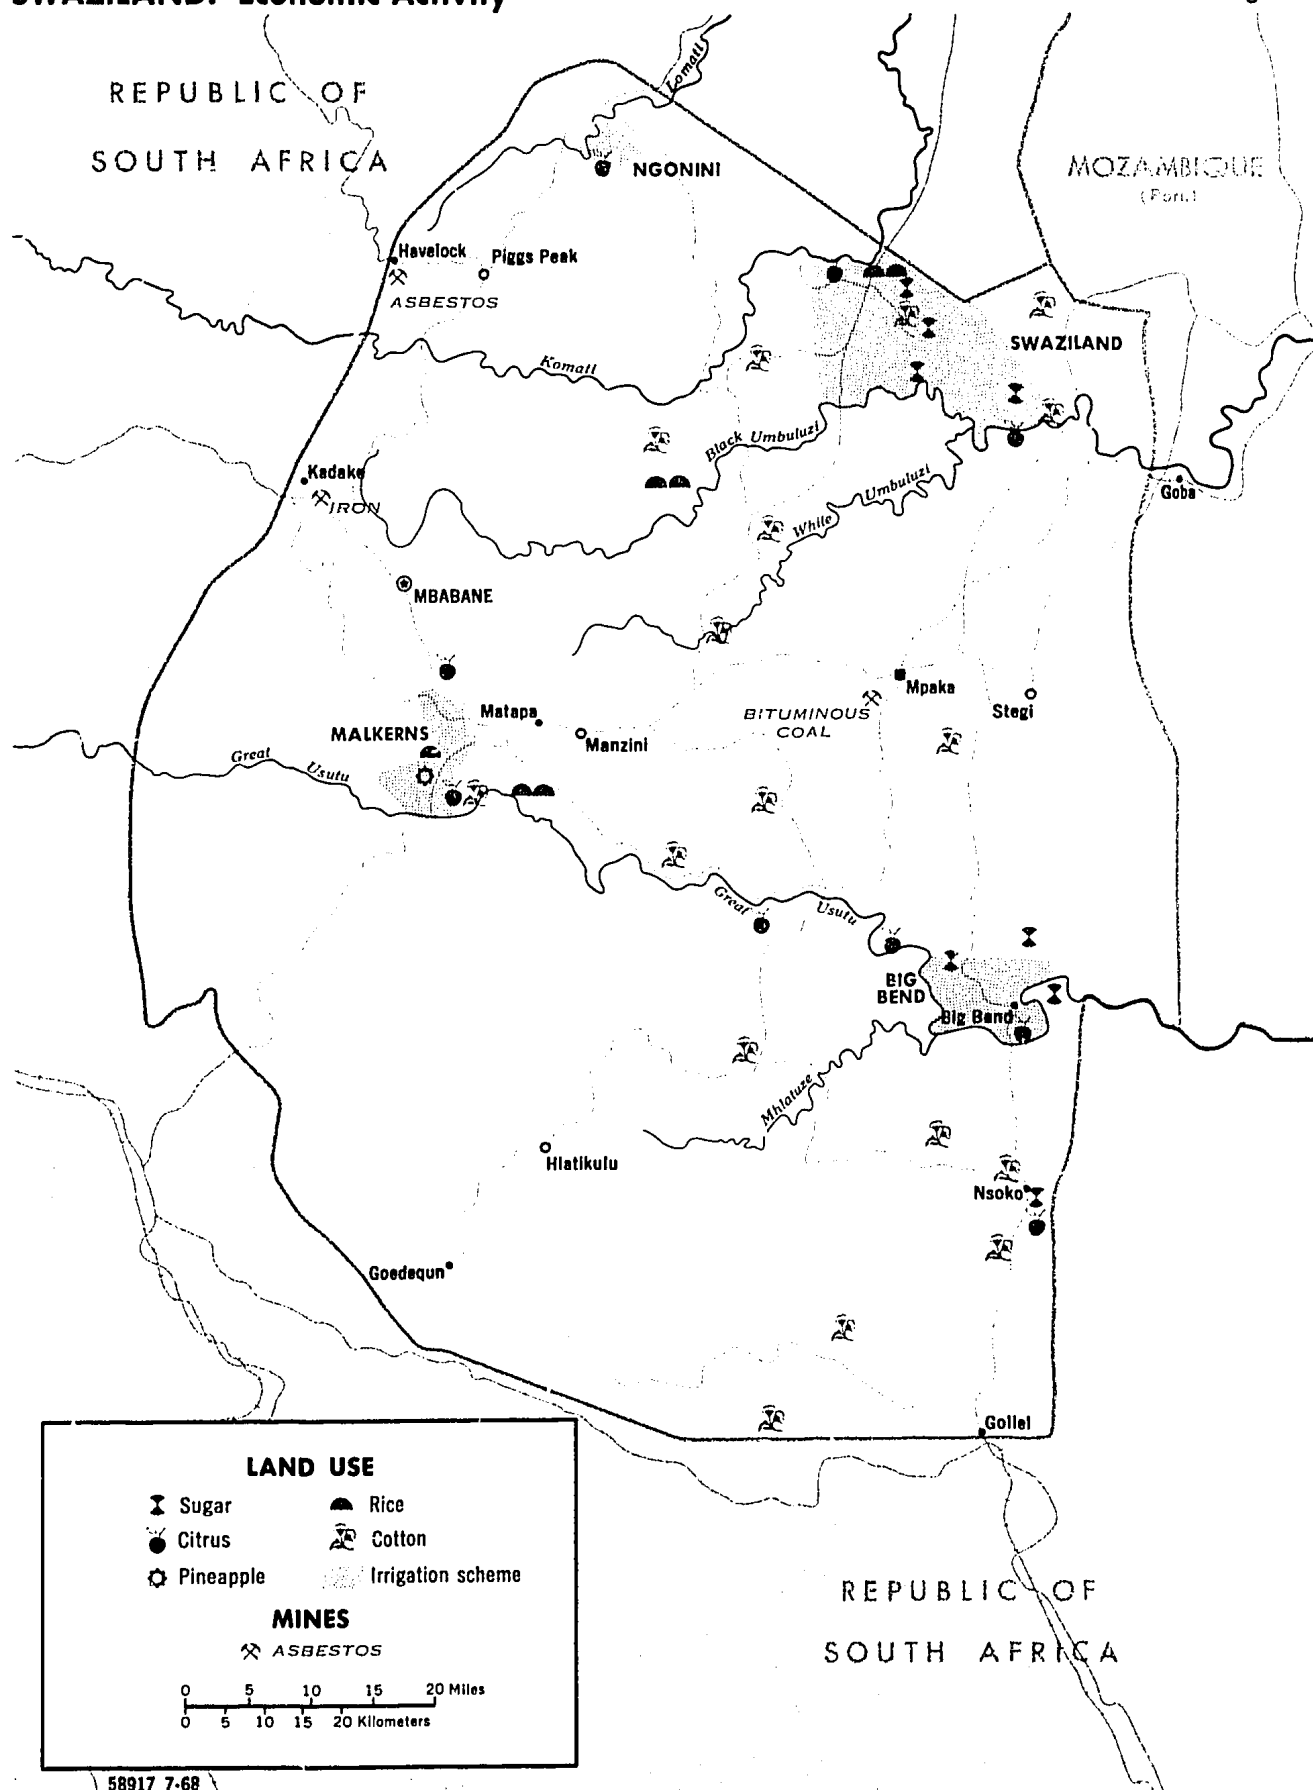 SWAZILAND: Economic Activity
REPUBLIC OF
SOUTH AFRICA
Lomati
NGONINI
MOZAMBIQUE
(Port.)
Havelock
Piggs Peak
ASBESTOS
SWAZILAND
Komati
Black Umbuluzi
Kadake
IRON
White Umbuluzi
Goba
MBABANE
Mpaka
BITUMINOUS
COAL
Stegi
Matapa
Manzini
MALKERNS
Great Usutu
Great Usutu
BIG
BEND
Big Bend
Mhlatuze
Hlatikulu
Nsoko
Goedequn
Gollel
LAND USE
Sugar
Rice
Citrus
Cotton
Pineapple
Irrigation scheme
MINES
ASBESTOS
0 5 10 15 20 Miles
0 5 10 15 20 Kilometers
REPUBLIC OF
SOUTH AFRICA
58917 7-68